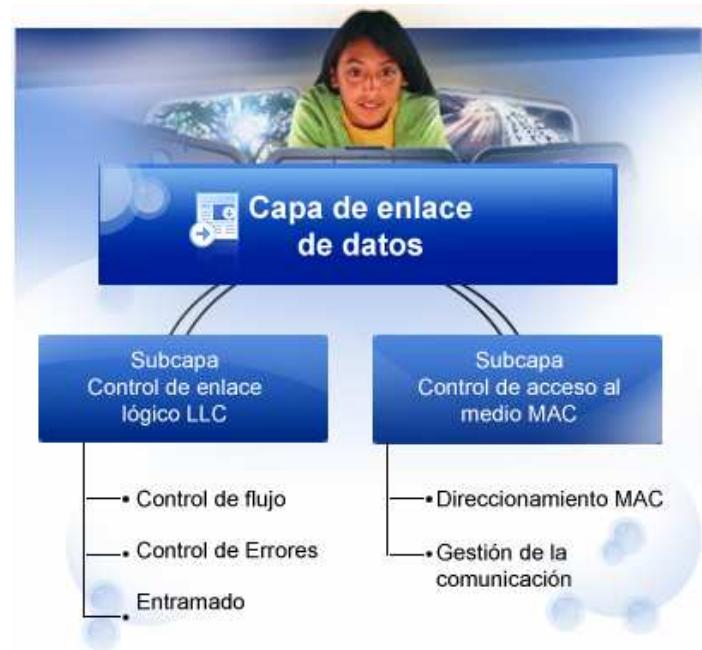 Capa de enlace
de datos
Subcapa
Control de enlace
lógico LLC
Control de flujo
Control de Errores
Entramado
Subcapa
Control de acceso al
medio MAC
Direccionamiento MAC
Gestión de la
comunicación